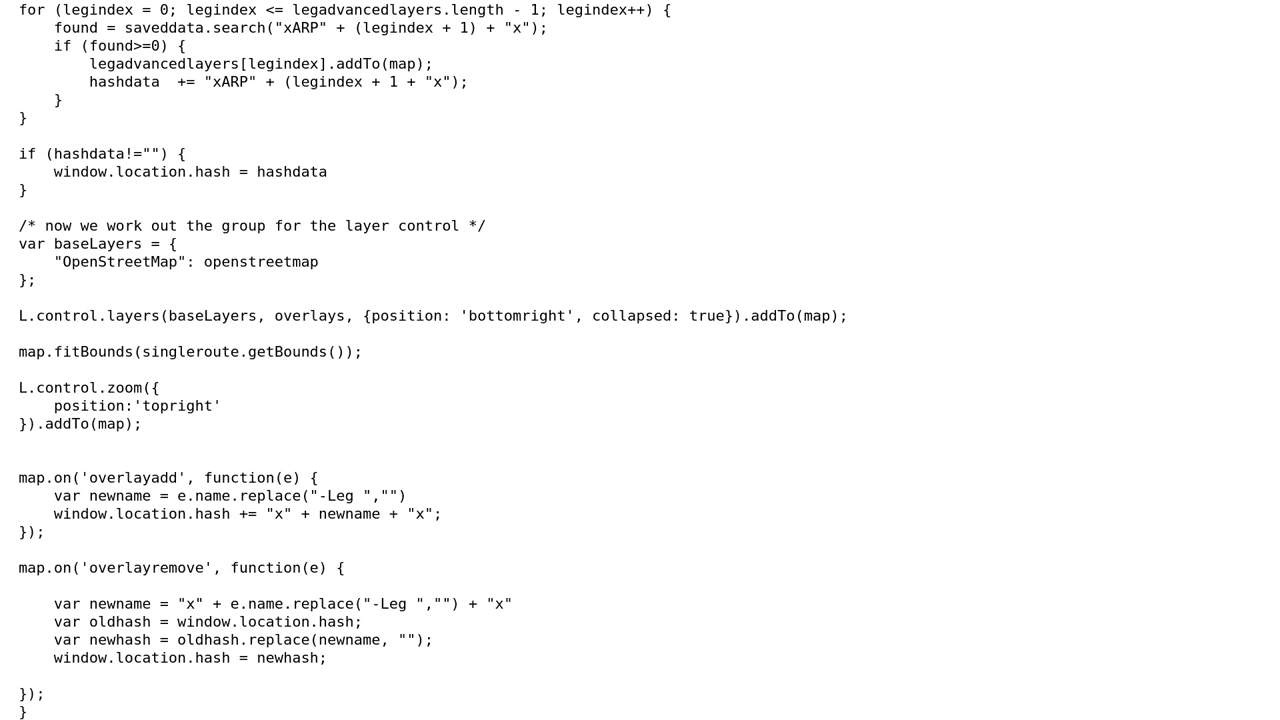 for (legindex = 0; legindex <= legadvancedlayers.length - 1; legindex++) {
    found = saveddata.search("xARP" + (legindex + 1) + "x");
    if (found>=0) {
        legadvancedlayers[legindex].addTo(map);
        hashdata  += "xARP" + (legindex + 1 + "x");
    }
}

if (hashdata!="") {
    window.location.hash = hashdata
}

/* now we work out the group for the layer control */
var baseLayers = {
    "OpenStreetMap": openstreetmap
};

L.control.layers(baseLayers, overlays, {position: 'bottomright', collapsed: true}).addTo(map);

map.fitBounds(singleroute.getBounds());

L.control.zoom({
    position:'topright'
}).addTo(map);


map.on('overlayadd', function(e) {
    var newname = e.name.replace("-Leg ","")
    window.location.hash += "x" + newname + "x";
});

map.on('overlayremove', function(e) {

    var newname = "x" + e.name.replace("-Leg ","") + "x"
    var oldhash = window.location.hash;
    var newhash = oldhash.replace(newname, "");
    window.location.hash = newhash;

});
}